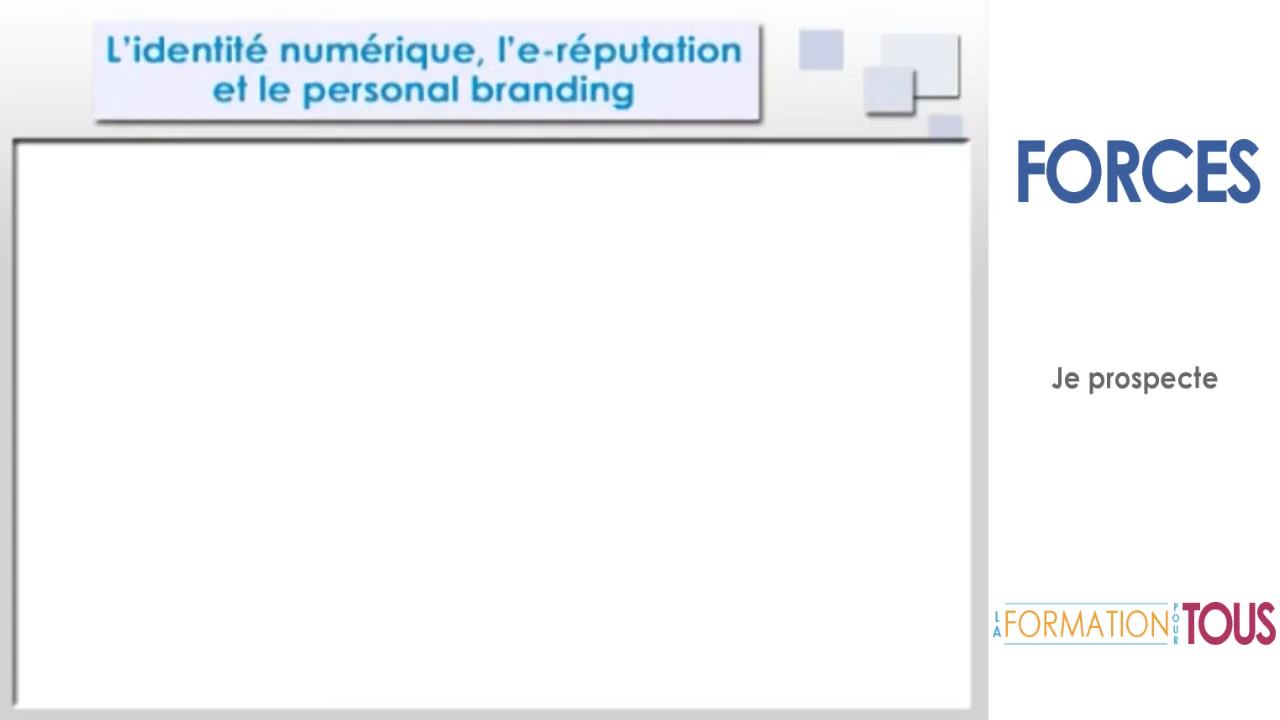 L'identité numérique, l'e-réputation
et le personal branding
FORCES
Je prospecte
LA FORMATION POUR TOUS